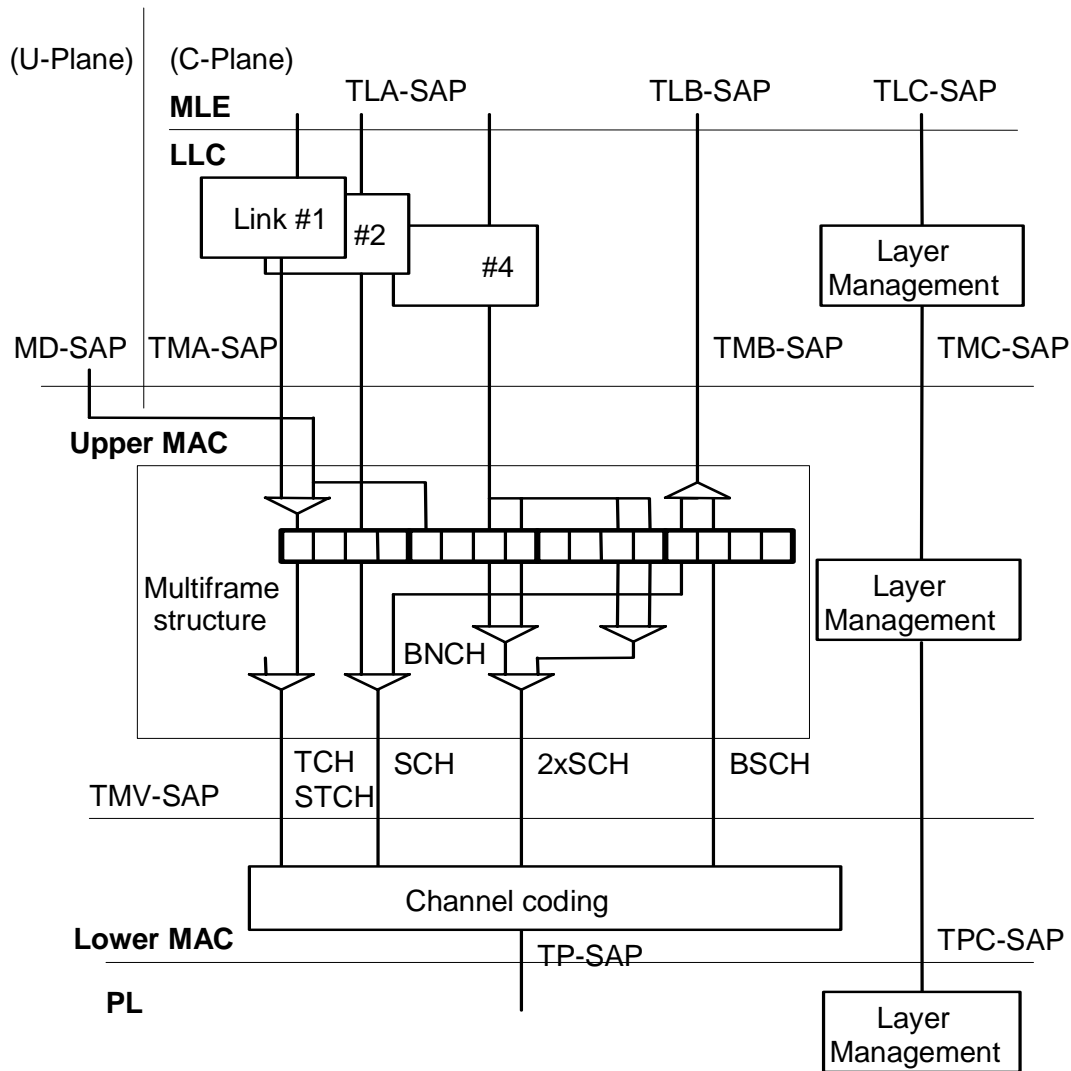 (U-Plane)
(C-Plane)
TLA-SAP
TLB-SAP
TLC-SAP
MLE
LLC
Link #1
#2
#4
Layer
Management
MD-SAP
TMA-SAP
TMB-SAP
TMC-SAP
Upper MAC
Multiframe
structure
Layer
Management
BNCH
TCH
STCH
SCH
2xSCH
BSCH
TMV-SAP
Channel coding
Lower MAC
TP-SAP
TPC-SAP
PL
Layer
Management